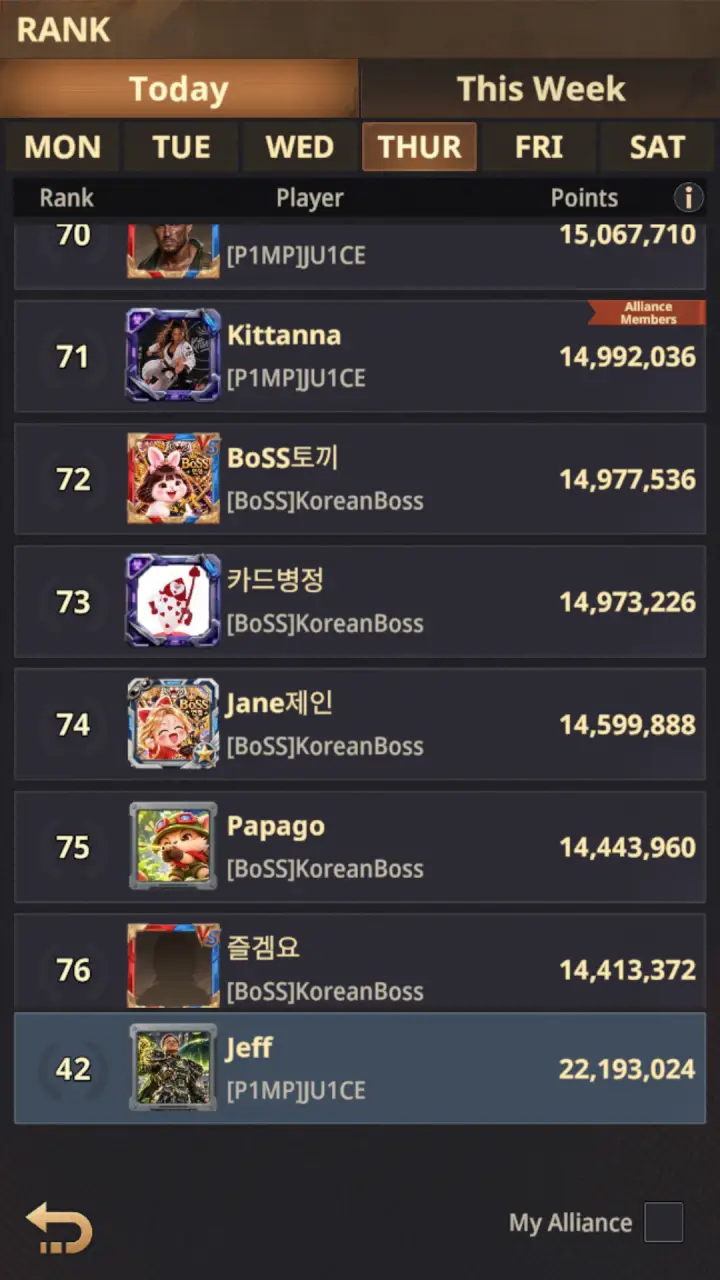 RANK
Today This Week
MON TUE WED THUR FRI SAT
Rank Player Points i
70 [P1MP]JU1CE 15,067,710
Alliance Members
71 Kittanna 14,992,036
[P1MP]JU1CE
72 BoSS토끼 14,977,536
[BoSS]KoreanBoss
73 카드병정 14,973,226
[BoSS]KoreanBoss
74 Jane제인 14,599,888
[BoSS]KoreanBoss
75 Papago 14,443,960
[BoSS]KoreanBoss
76 즐겜요 14,413,372
[BoSS]KoreanBoss
42 Jeff 22,193,024
[P1MP]JU1CE
My Alliance